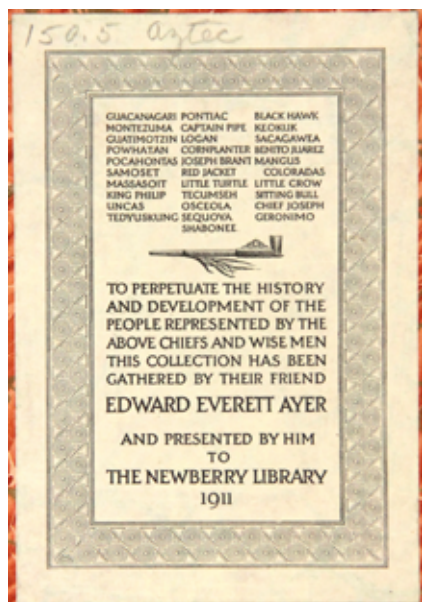 150.5 Aztec
GUACANAGARI PONTIAC BLACK HAWK
MONTEZUMA CAPTAIN PIPE KEOKUK
GUATIMOTZIN LOGAN SACAGAWEA
POWHATAN CORNPLANTER BENITO JUAREZ
POCAHONTAS JOSEPH BRANT MANGUS
SAMOSET RED JACKET COLORADAS
MASSASOIT LITTLE TURTLE LITTLE CROW
KING PHILIP TECUMSEH SITTING BULL
UNCAS OSCEOLA CHIEF JOSEPH
TEDYUSKUNG SEQUOYA GERONIMO
SHABONEE
TO PERPETUATE THE HISTORY
AND DEVELOPMENT OF THE
PEOPLE REPRESENTED BY THE
ABOVE CHIEFS AND WISE MEN
THIS COLLECTION HAS BEEN
GATHERED BY THEIR FRIEND
EDWARD EVERETT AYER
AND PRESENTED BY HIM
TO
THE NEWBERRY LIBRARY
1911